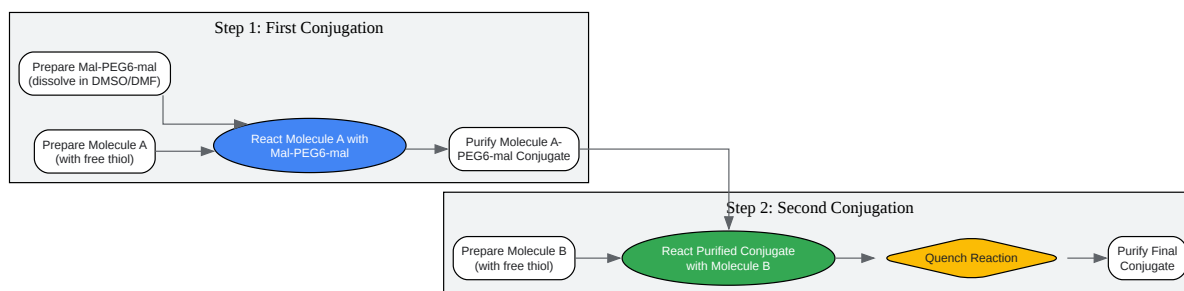 Step 1: First Conjugation
Prepare Mal-PEG6-mal
(dissolve in DMSO/DMF)
Prepare Molecule A
(with free thiol)
React Molecule A with
Mal-PEG6-mal
Purify Molecule A-
PEG6-mal Conjugate
Step 2: Second Conjugation
Prepare Molecule B
(with free thiol)
React Purified Conjugate
with Molecule B
Quench Reaction
Purify Final
Conjugate